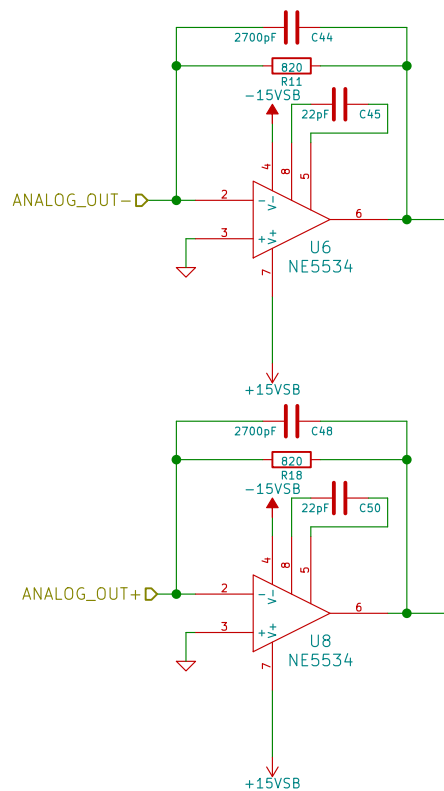 2700pF C44
820
R11
-15VSB
22pF C45
4
8
5
ANALOG_OUT-
2
−
V-
6
3
+
V+
U6
NE5534
7
+15VSB
2700pF C48
820
R18
-15VSB
22pF C50
4
8
5
ANALOG_OUT+
2
−
V-
6
3
+
V+
U8
NE5534
7
+15VSB